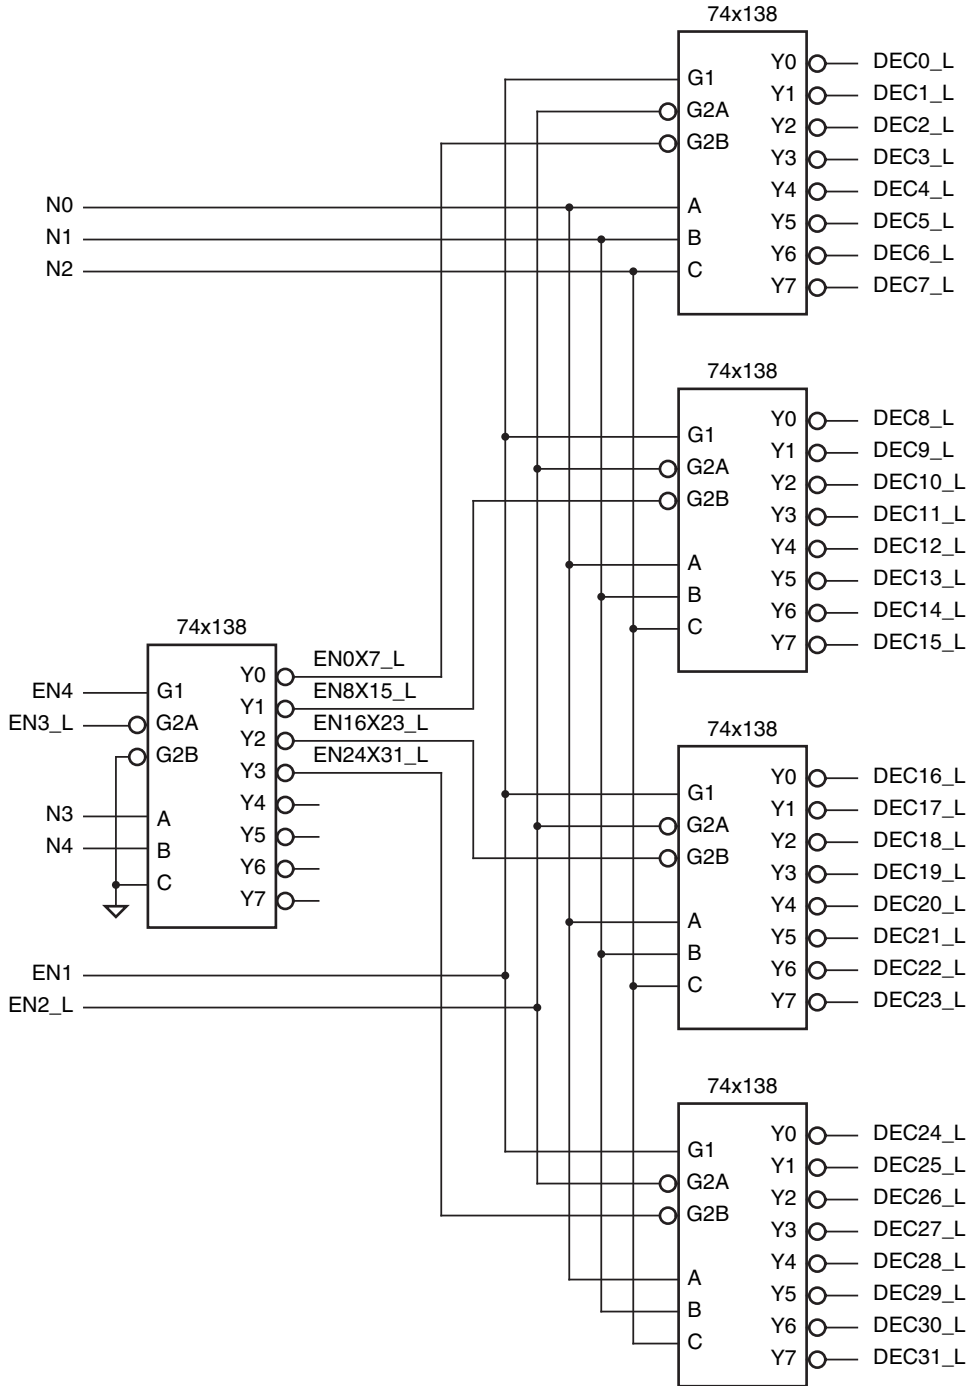 74x138
G1
G2A
G2B
A
B
C
Y0
Y1
Y2
Y3
Y4
Y5
Y6
Y7
DEC0_L
DEC1_L
DEC2_L
DEC3_L
DEC4_L
DEC5_L
DEC6_L
DEC7_L
N0
N1
N2
74x138
G1
G2A
G2B
A
B
C
Y0
Y1
Y2
Y3
Y4
Y5
Y6
Y7
DEC8_L
DEC9_L
DEC10_L
DEC11_L
DEC12_L
DEC13_L
DEC14_L
DEC15_L
74x138
EN4
EN3_L
N3
N4
G1
G2A
G2B
A
B
C
Y0
Y1
Y2
Y3
Y4
Y5
Y6
Y7
EN0X7_L
EN8X15_L
EN16X23_L
EN24X31_L
EN1
EN2_L
74x138
G1
G2A
G2B
A
B
C
Y0
Y1
Y2
Y3
Y4
Y5
Y6
Y7
DEC16_L
DEC17_L
DEC18_L
DEC19_L
DEC20_L
DEC21_L
DEC22_L
DEC23_L
74x138
G1
G2A
G2B
A
B
C
Y0
Y1
Y2
Y3
Y4
Y5
Y6
Y7
DEC24_L
DEC25_L
DEC26_L
DEC27_L
DEC28_L
DEC29_L
DEC30_L
DEC31_L